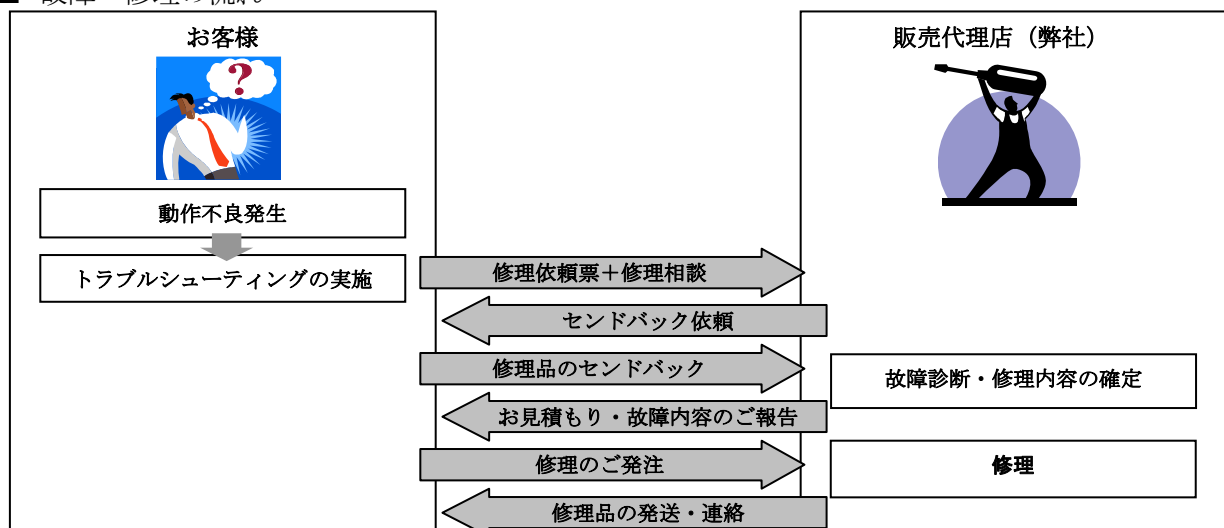 お客様
販売代理店（弊社）
?
動作不良発生
トラブルシューティングの実施
修理依頼票＋修理相談
センドバック依頼
修理品のセンドバック
故障診断・修理内容の確定
お見積もり・故障内容のご報告
修理のご発注
修理
修理品の発送・連絡